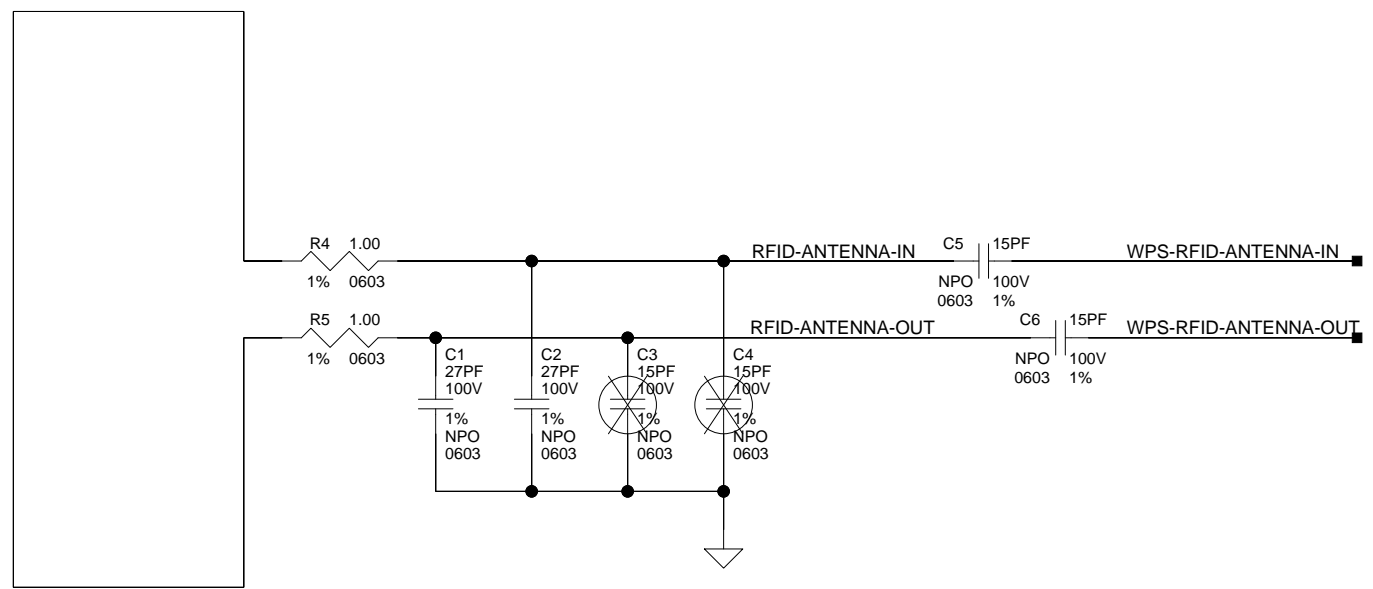 R4 1.00
1% 0603
RFID-ANTENNA-IN
C5 15PF
NPO 100V
0603 1%
WPS-RFID-ANTENNA-IN
R5 1.00
1% 0603
RFID-ANTENNA-OUT
C6 15PF
NPO 100V
0603 1%
WPS-RFID-ANTENNA-OUT
C1
27PF
100V
1%
NPO
0603
C2
27PF
100V
1%
NPO
0603
C3
15PF
100V
1%
NPO
0603
C4
15PF
100V
1%
NPO
0603